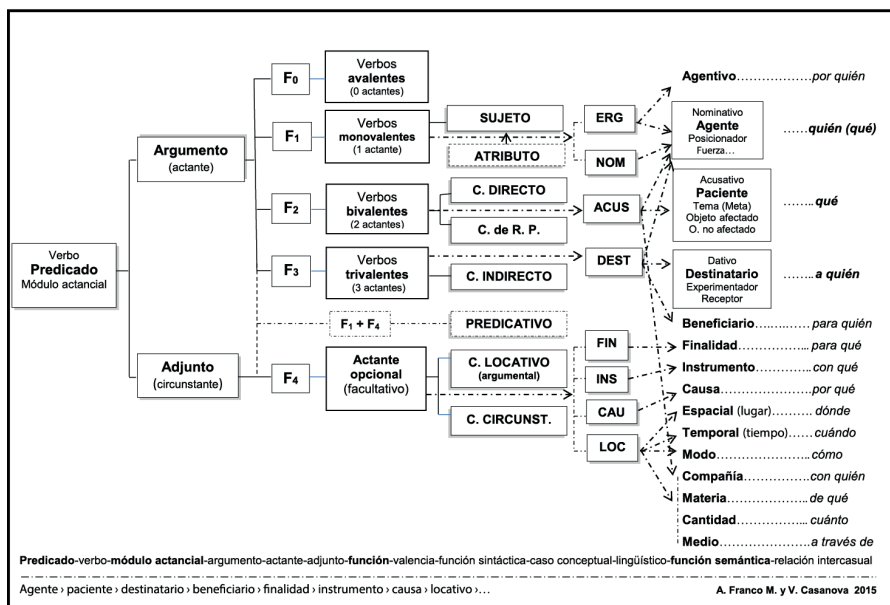 Verbo
Predicado
Módulo actancial
Argumento
(actante)
Adjunto
(circunstante)
F0
F1
F2
F3
F1 + F4
F4
Verbos
avalentes
(0 actantes)
Verbos
monovalentes
(1 actante)
Verbos
bivalentes
(2 actantes)
Verbos
trivalentes
(3 actantes)
Actante
opcional
(facultativo)
SUJETO
ATRIBUTO
C. DIRECTO
C. de R. P.
C. INDIRECTO
PREDICATIVO
C. LOCATIVO
(argumental)
C. CIRCUNST.
ERG
NOM
ACUS
DEST
FIN
INS
CAU
LOC
Agentivo………………por quién
Nominativo
Agente
Posicionador
Fuerza…
……quién (qué)
Acusativo
Paciente
Tema (Meta)
Objeto afectado
O. no afectado
……..qué
Dativo
Destinatario
Experimentador
Receptor
……..a quién
Beneficiario…………para quién
Finalidad……………... para qué
Instrumento…………..con qué
Causa…………………..por qué
Espacial (lugar)………. dónde
Temporal (tiempo)……cuándo
Modo…………………...cómo
Compañía…………….con quién
Materia………………...de qué
Cantidad……………... cuánto
Medio………………a través de
Predicado-verbo-módulo actancial-argumento-actante-adjunto-función-valencia-función sintáctica-caso conceptual-lingüístico-función semántica-relación intercasual
Agente › paciente › destinatario › beneficiario › finalidad › instrumento › causa › locativo ›…
A. Franco M. y V. Casanova 2015